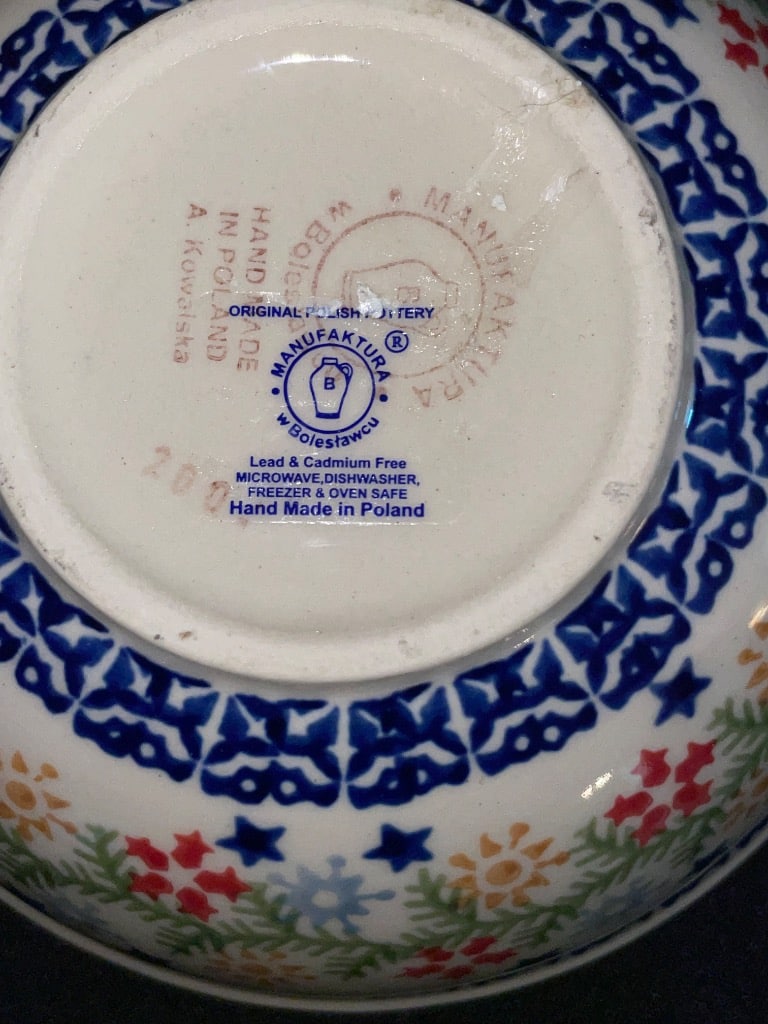 ORIGINAL POLISH POTTERY
MANUFAKTURA ®
B
w Bolesławcu
Lead & Cadmium Free
MICROWAVE,DISHWASHER,
FREEZER & OVEN SAFE
Hand Made in Poland
• MANUFAKTURA •
B
HAND MADE
IN POLAND
A. Kowalska